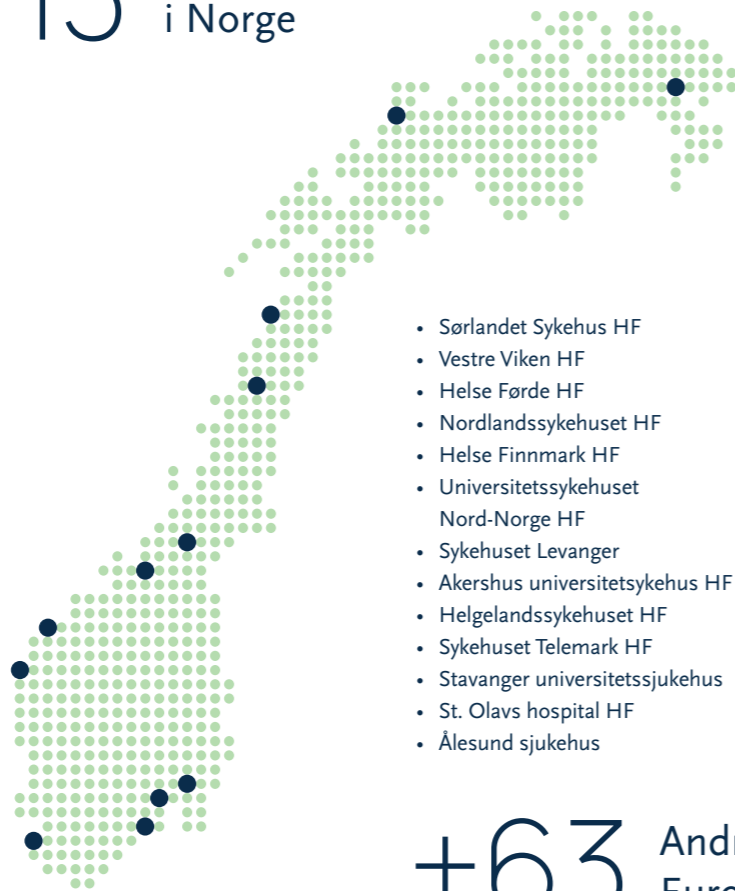 i Norge
• Sørlandet Sykehus HF
• Vestre Viken HF
• Helse Førde HF
• Nordlandssykehuset HF
• Helse Finnmark HF
• Universitetssykehuset
Nord-Norge HF
• Sykehuset Levanger
• Akershus universitetsykehus HF
• Helgelandssykehuset HF
• Sykehuset Telemark HF
• Stavanger universitetssjukehus
• St. Olavs hospital HF
• Ålesund sjukehus
+63